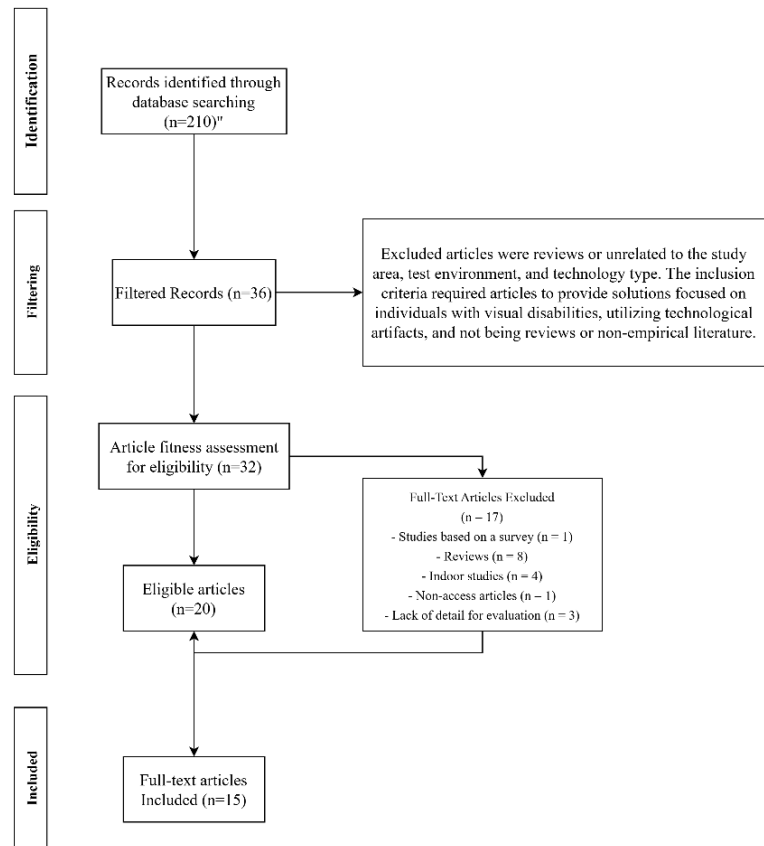 Identification
Records identified through
database searching
(n=210)"
Filtering
Filtered Records (n=36)
Excluded articles were reviews or unrelated to the study
area, test environment, and technology type. The inclusion
criteria required articles to provide solutions focused on
individuals with visual disabilities, utilizing technological
artifacts, and not being reviews or non-empirical literature.
Eligibility
Article fitness assessment
for eligibility (n=32)
Full-Text Articles Excluded
(n – 17)
- Studies based on a survey (n = 1)
- Reviews (n = 8)
- Indoor studies (n = 4)
- Non-access articles (n – 1)
- Lack of detail for evaluation (n = 3)
Eligible articles
(n=20)
Included
Full-text articles
Included (n=15)